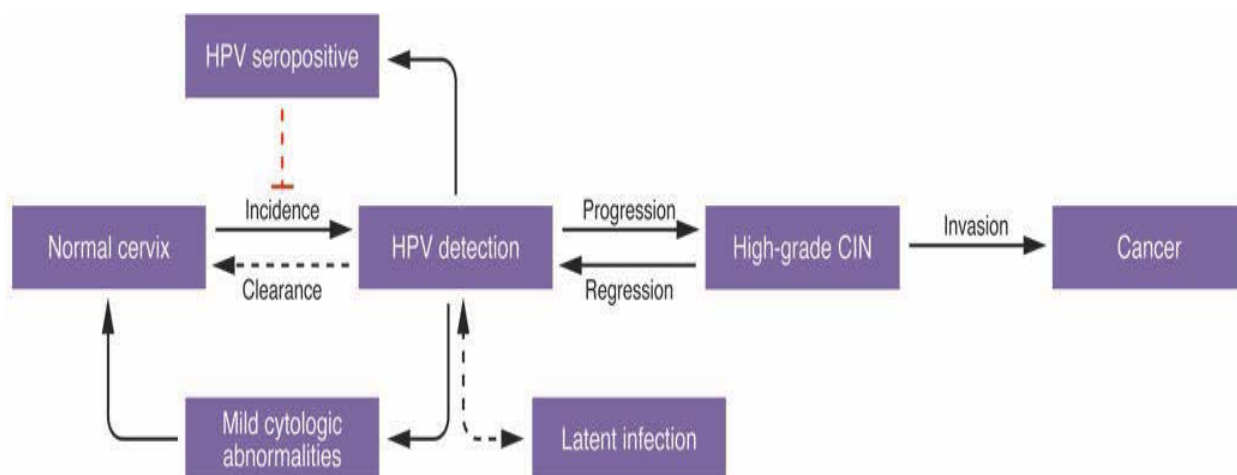 HPV seropositive
Incidence
Progression
Invasion
Normal cervix
HPV detection
High-grade CIN
Cancer
Clearance
Regression
Mild cytologic
abnormalities
Latent infection